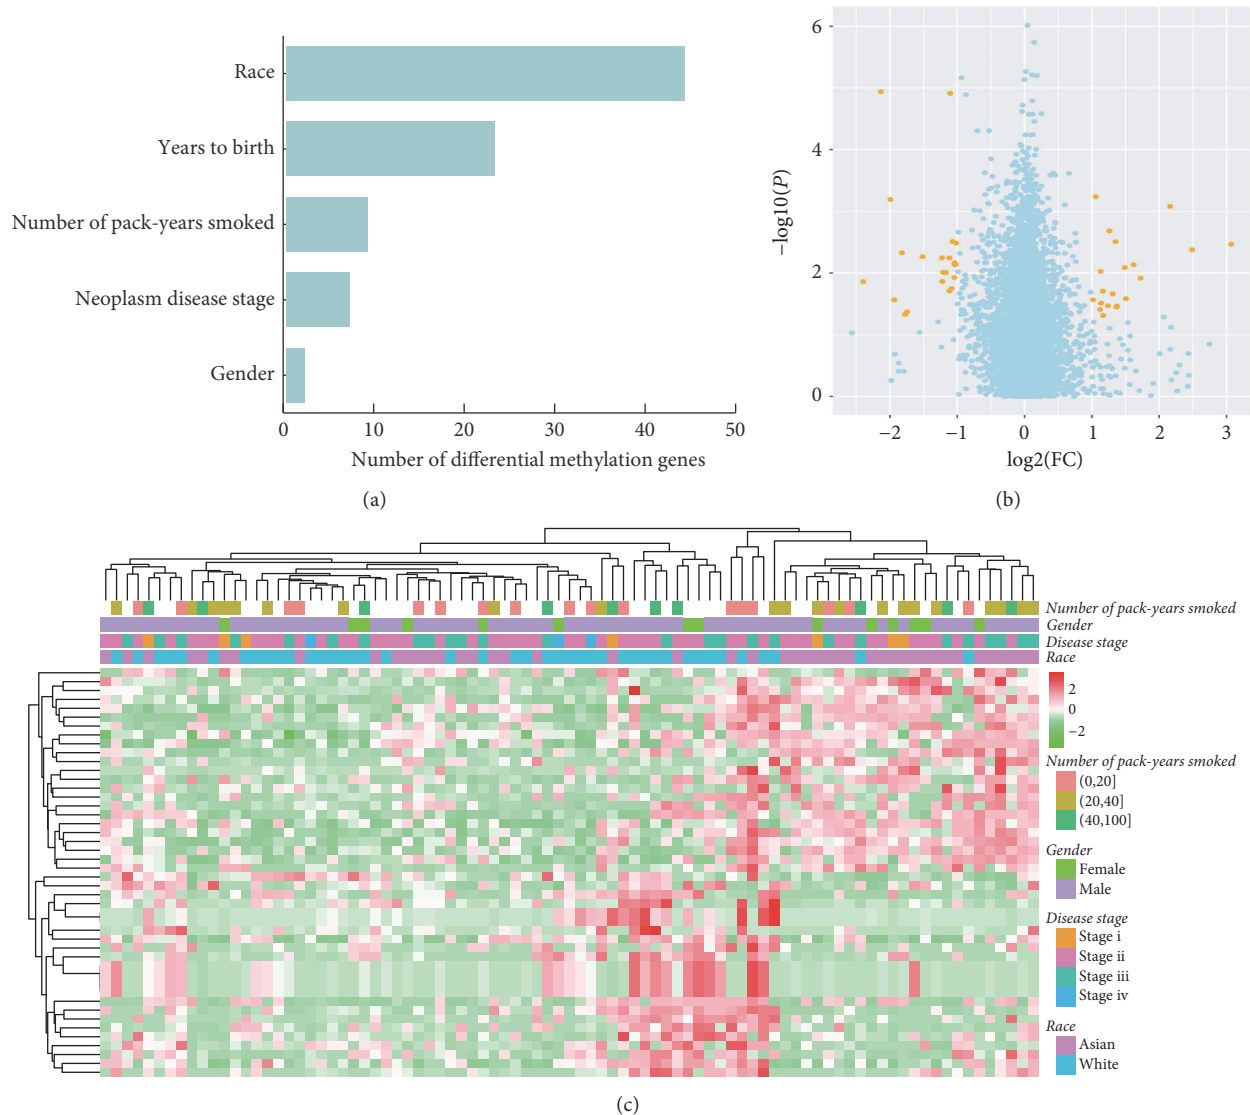 Race
Years to birth
Number of pack-years smoked
Neoplasm disease stage
Gender
0 10 20 30 40 50
Number of differential methylation genes
(a)
6
4
2
0
−log10(P)
−2 −1 0 1 2 3
log2(FC)
(b)
Number of pack-years smoked
Gender
Disease stage
Race
2
0
−2
Number of pack-years smoked
(0,20]
(20,40]
(40,100]
Gender
Female
Male
Disease stage
Stage i
Stage ii
Stage iii
Stage iv
Race
Asian
White
(c)